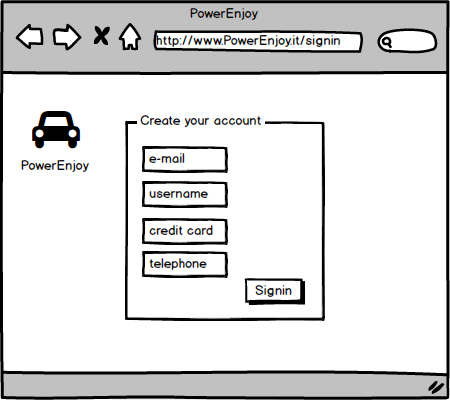 PowerEnjoy
http://www.PowerEnjoy.it/signin
PowerEnjoy
Create your account
e-mail
username
credit card
telephone
Signin